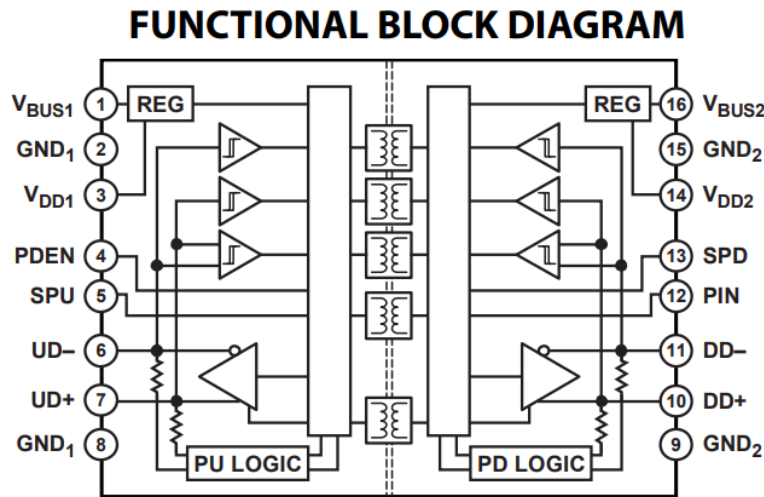 FUNCTIONAL BLOCK DIAGRAM
VBUS1 1 REG REG 16 VBUS2
GND1 2 15 GND2
VDD1 3 14 VDD2
PDEN 4 13 SPD
SPU 5 12 PIN
UD– 6 11 DD–
UD+ 7 10 DD+
GND1 8 PU LOGIC PD LOGIC 9 GND2